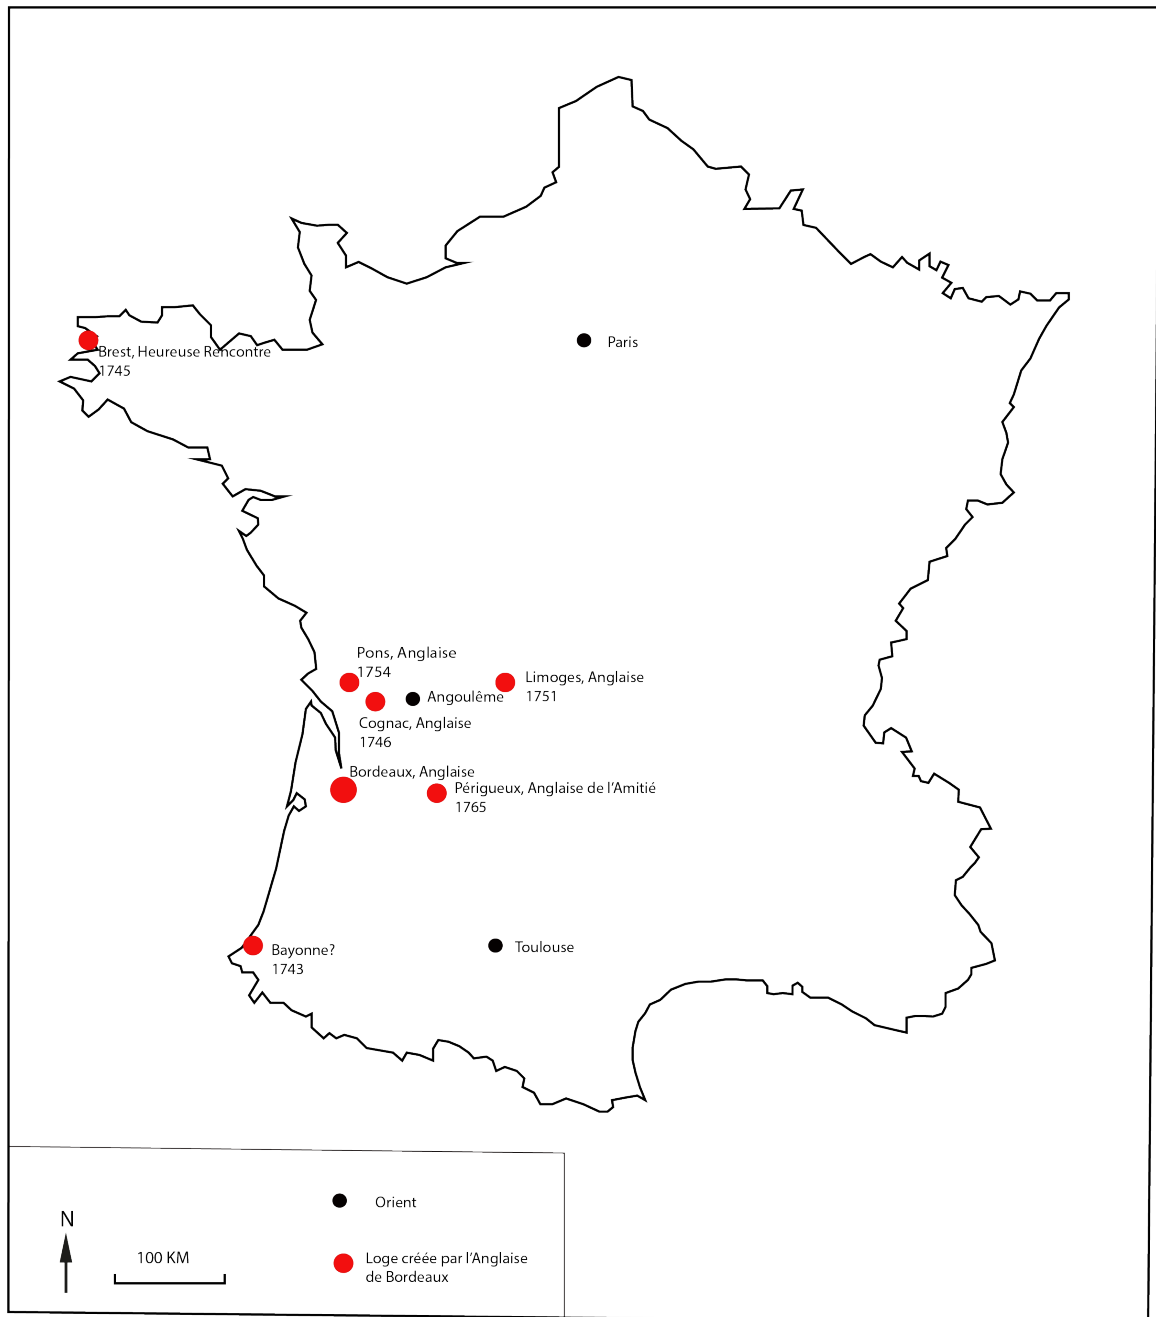 Paris
Brest, Heureuse Rencontre
1745
Pons, Anglaise
1754
Limoges, Anglaise
1751
Angoulême
Cognac, Anglaise
1746
Bordeaux, Anglaise
Périgueux, Anglaise de l'Amitié
1765
Bayonne?
1743
Toulouse
Orient
N
100 KM
Loge créée par l'Anglaise
de Bordeaux